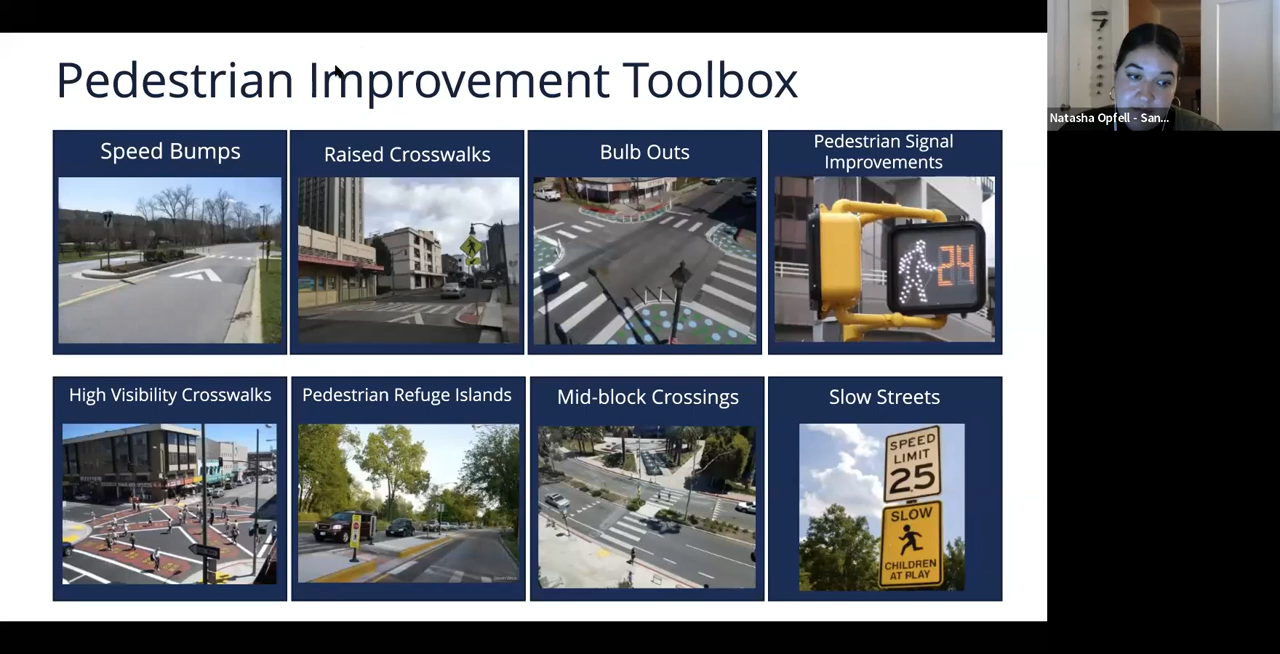 Pedestrian Improvement Toolbox
Natasha Opfell - San...
Speed Bumps
Raised Crosswalks
Bulb Outs
Pedestrian Signal
Improvements
24
High Visibility Crosswalks
Pedestrian Refuge Islands
Mid-block Crossings
Slow Streets
SPEED
LIMIT
25
SLOW
CHILDREN
AT PLAY